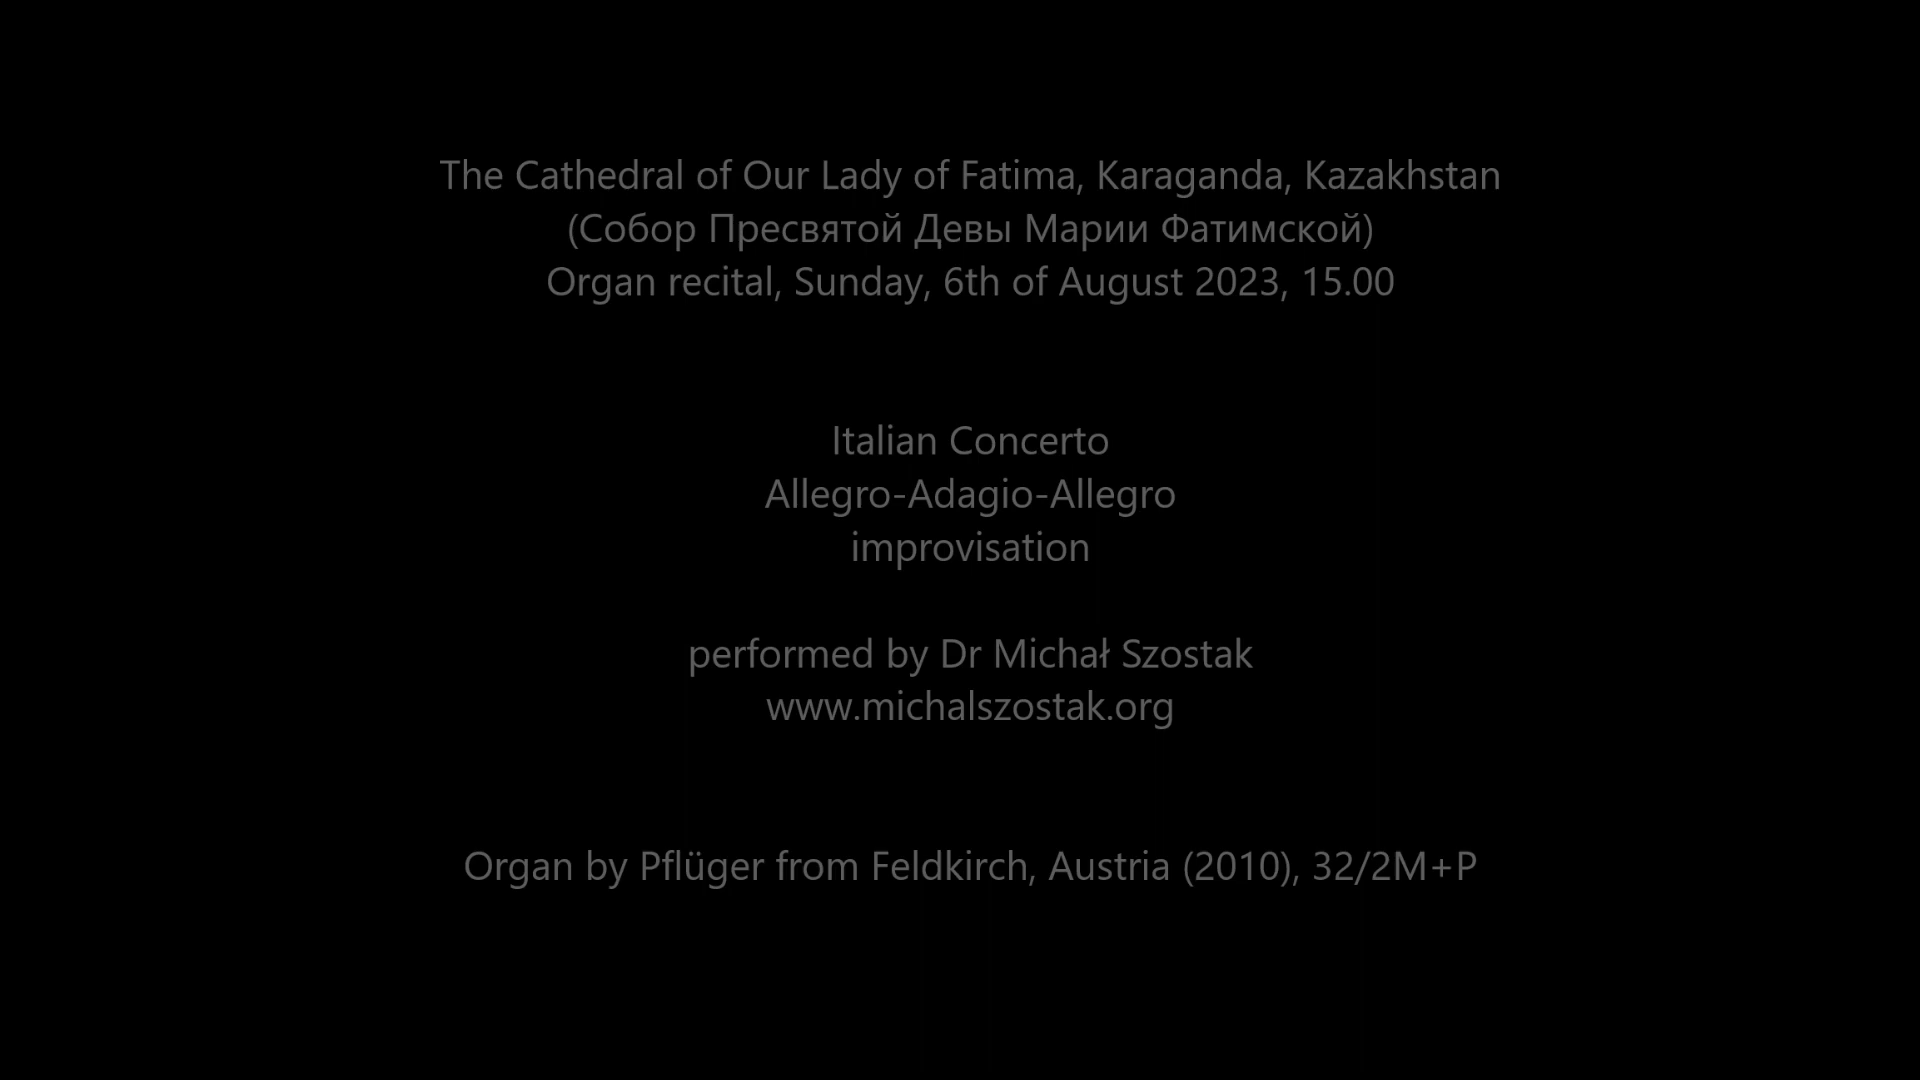 The Cathedral of Our Lady of Fatima, Karaganda, Kazakhstan
(Собор Пресвятой Девы Марии Фатимской)
Organ recital, Sunday, 6th of August 2023, 15.00
Italian Concerto
Allegro-Adagio-Allegro
improvisation
performed by Dr Michał Szostak
www.michalszostak.org
Organ by Pflüger from Feldkirch, Austria (2010), 32/2M+P